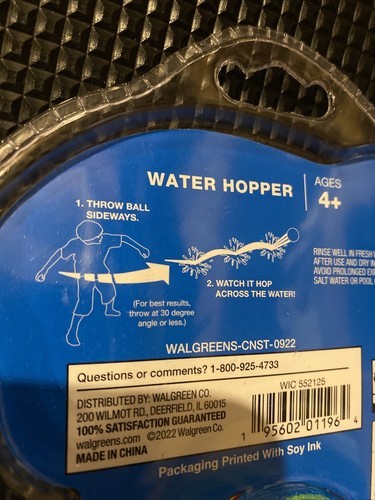 WATER HOPPER
AGES
4+
1. THROW BALL
SIDEWAYS.
(For best results,
throw at 30 degree
angle or less.)
2. WATCH IT HOP
ACROSS THE WATER!
RINSE WELL IN FRESH
AFTER USE AND DRY
AVOID PROLONGED
SALT WATER OR POOL
WALGREENS-CNST-0922
Questions or comments? 1-800-925-4733
WIC 552125
DISTRIBUTED BY: WALGREEN CO.
200 WILMOT RD., DEERFIELD, IL 60015
100% SATISFACTION GUARANTEED
walgreens.com ©2022 Walgreen Co.
MADE IN CHINA
1 95602 01196 4
Packaging Printed With Soy Ink